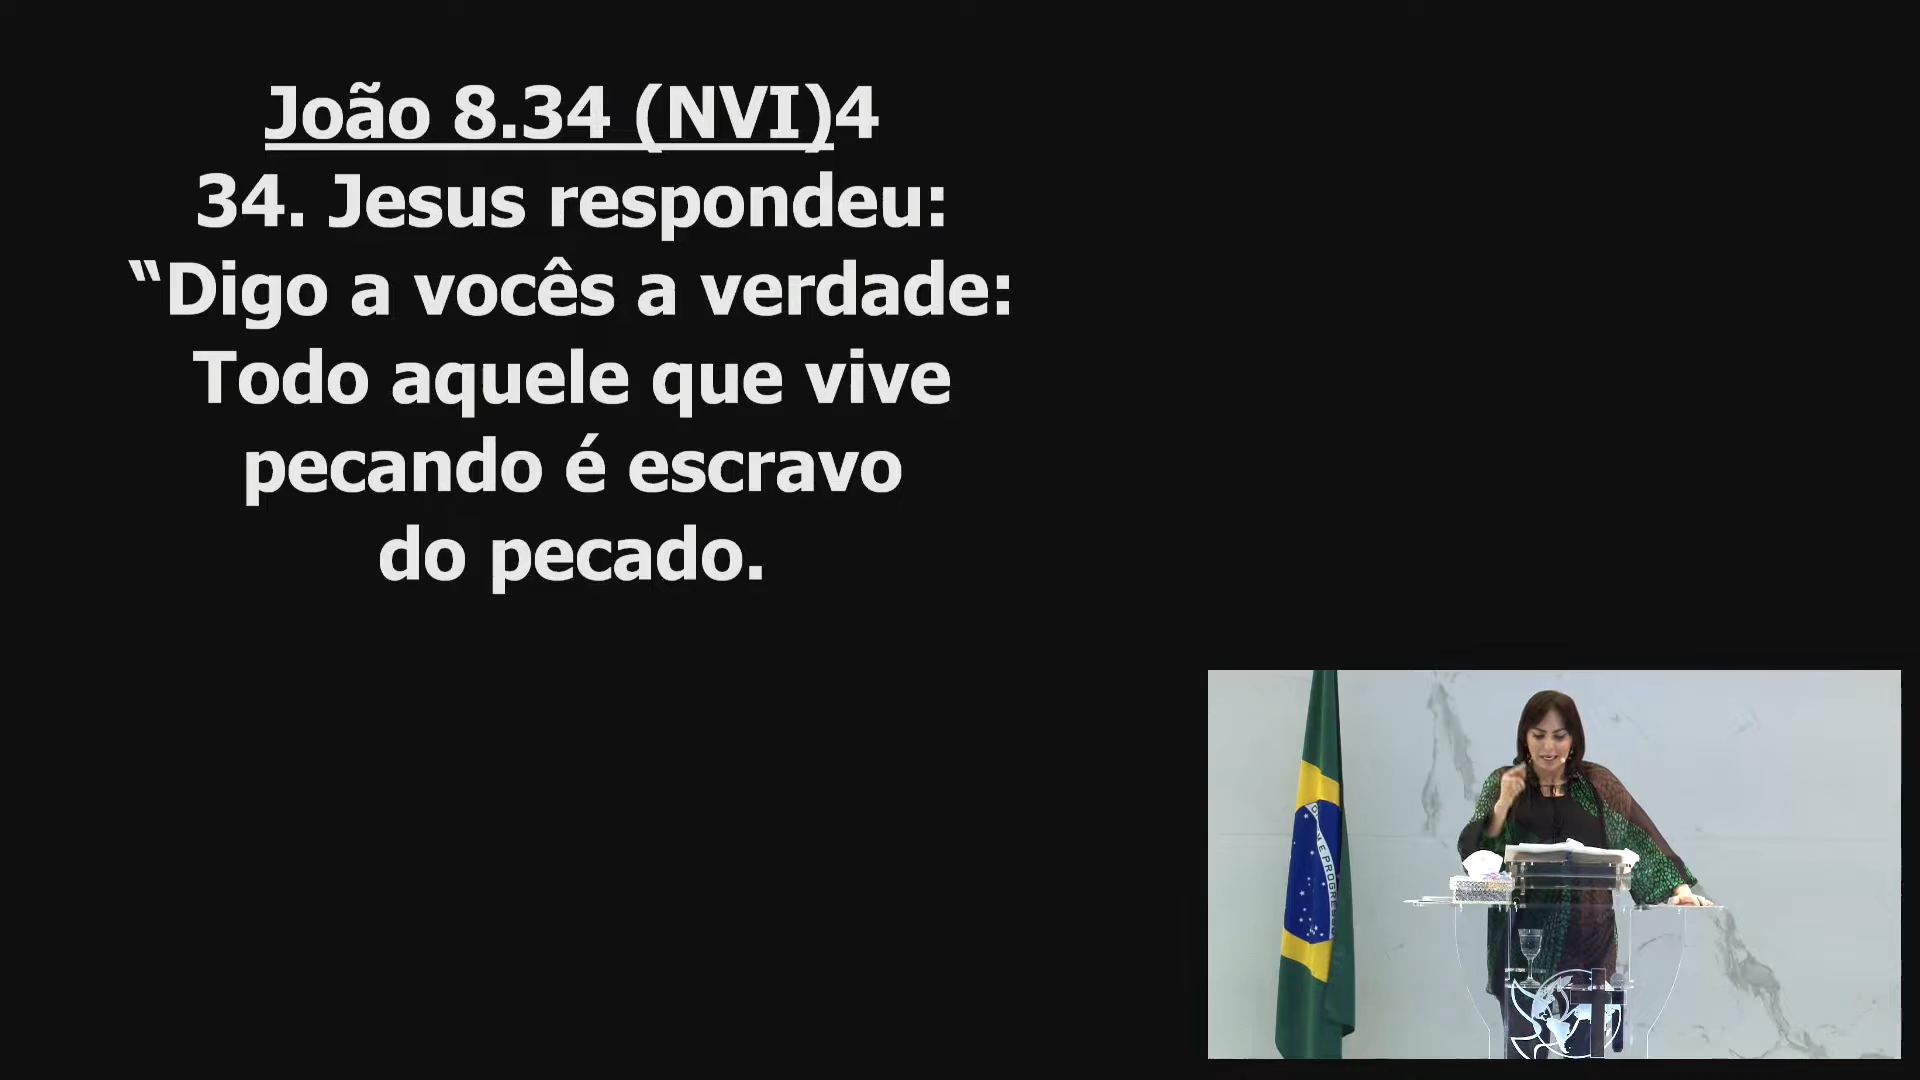 João 8.34 (NVI)4
34. Jesus respondeu:
“Digo a vocês a verdade:
Todo aquele que vive
pecando é escravo
do pecado.